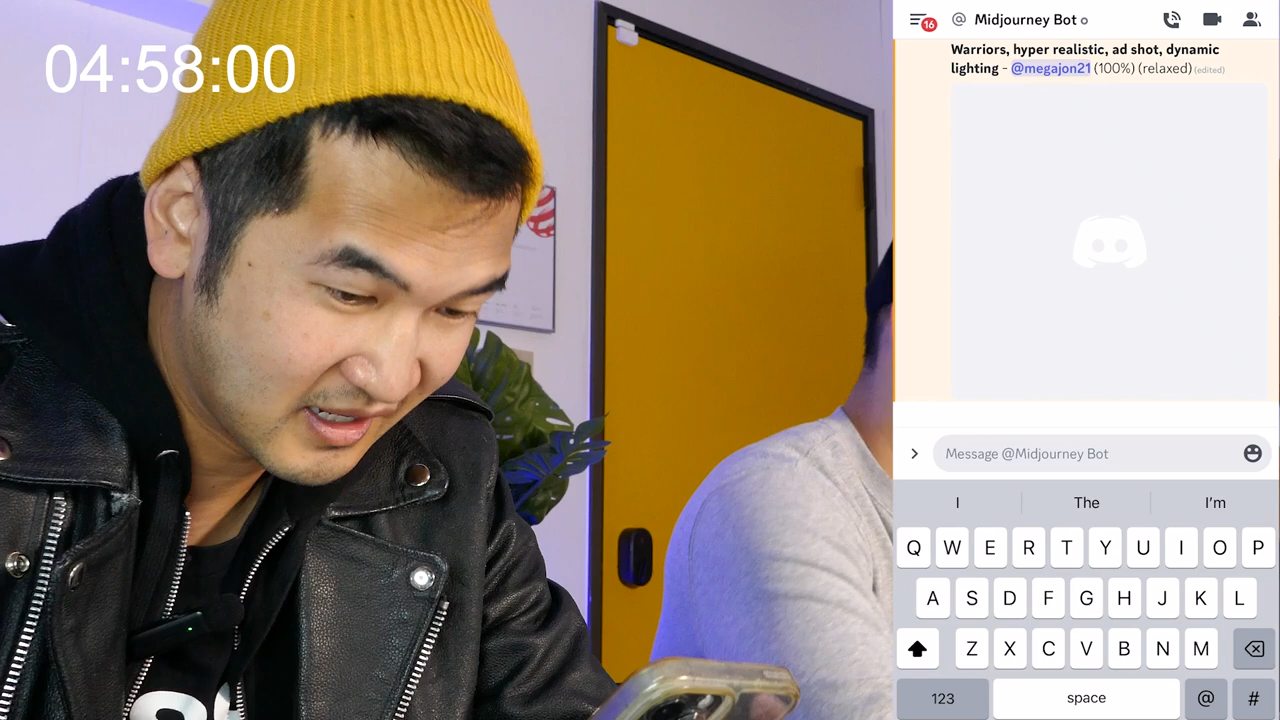 04:58:00
16
@ Midjourney Bot
Warriors, hyper realistic, ad shot, dynamic
lighting - @megajon21 (100%) (relaxed) (edited)
Message @Midjourney Bot
I The I'm
Q W E R T Y U I O P
A S D F G H J K L
Z X C V B N M
123 space @ #